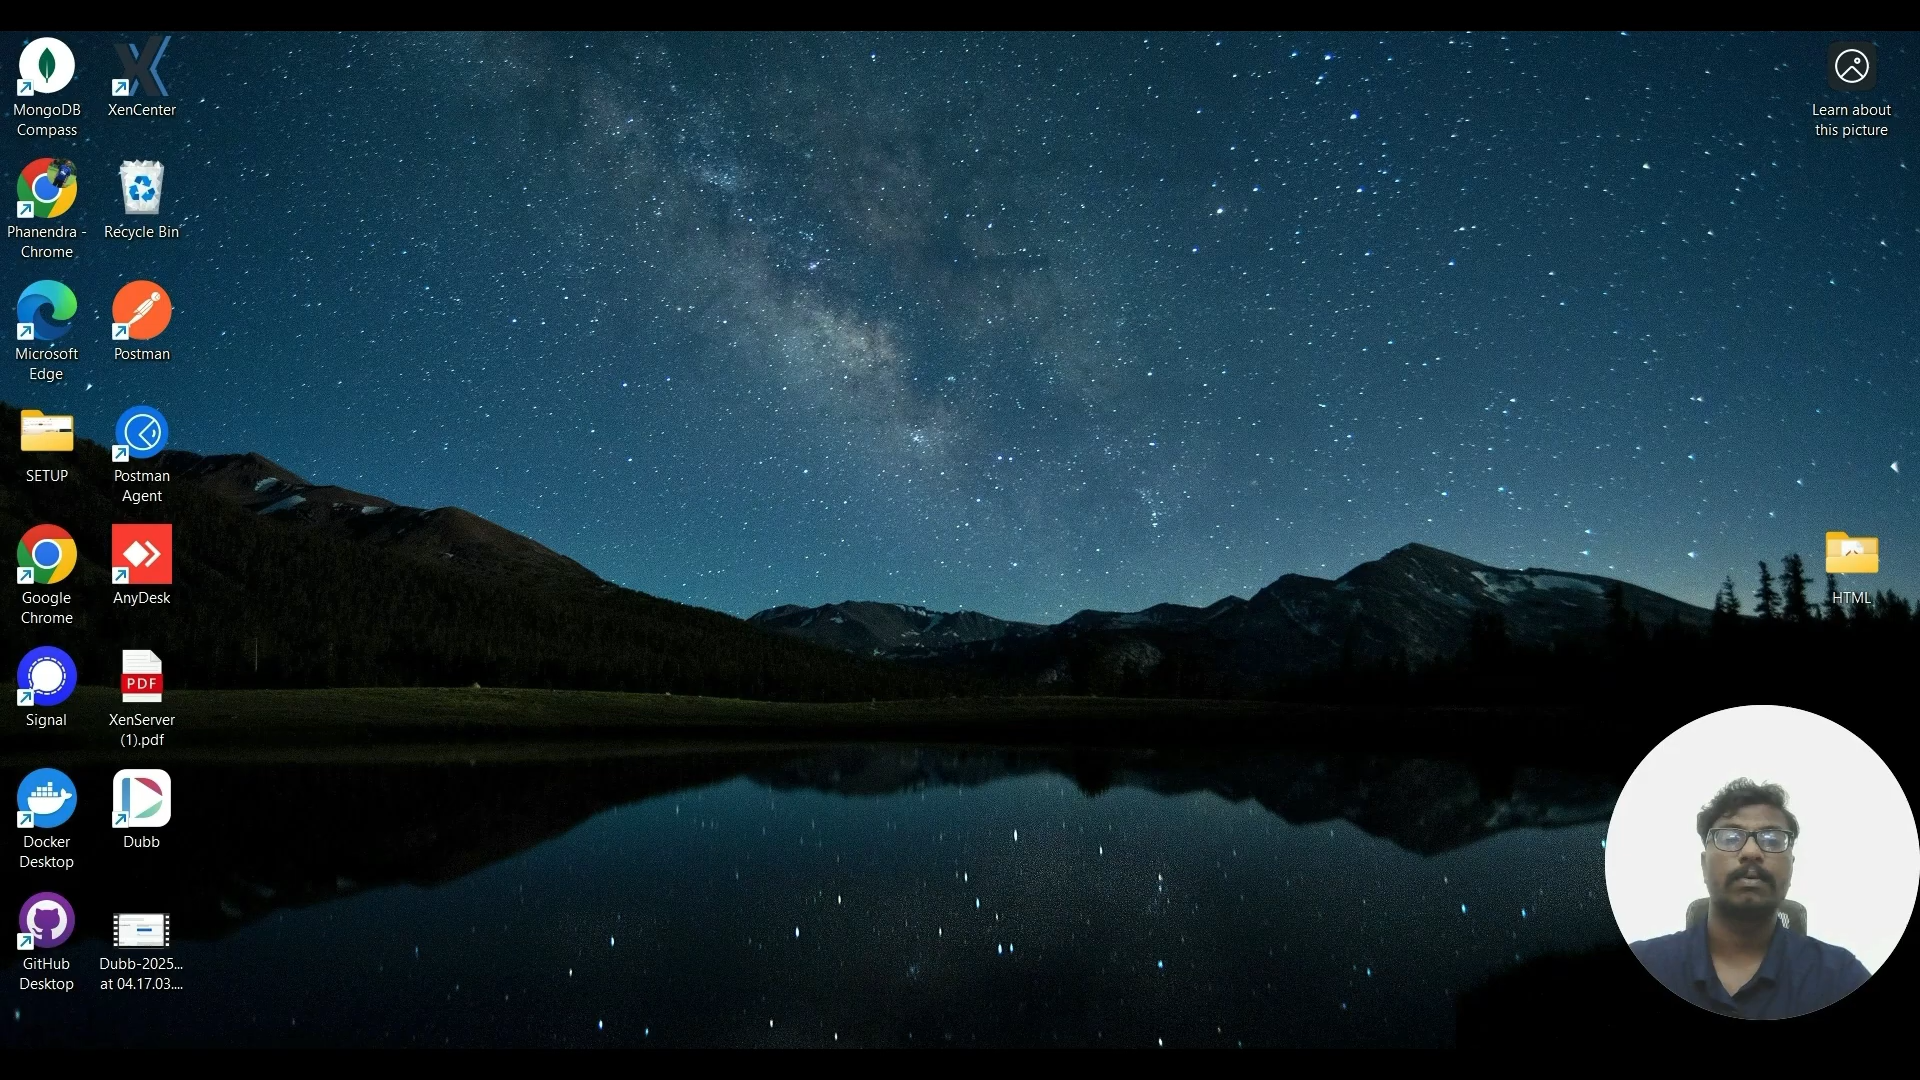 MongoDB
Compass
XenCenter
Learn about
this picture
Phanendra -
Chrome
Recycle Bin
Microsoft
Edge
Postman
SETUP
Postman
Agent
Google
Chrome
AnyDesk
HTML
Signal
PDF
XenServer
(1).pdf
Docker
Desktop
Dubb
GitHub
Desktop
Dubb-2025...
at 04.17.03....